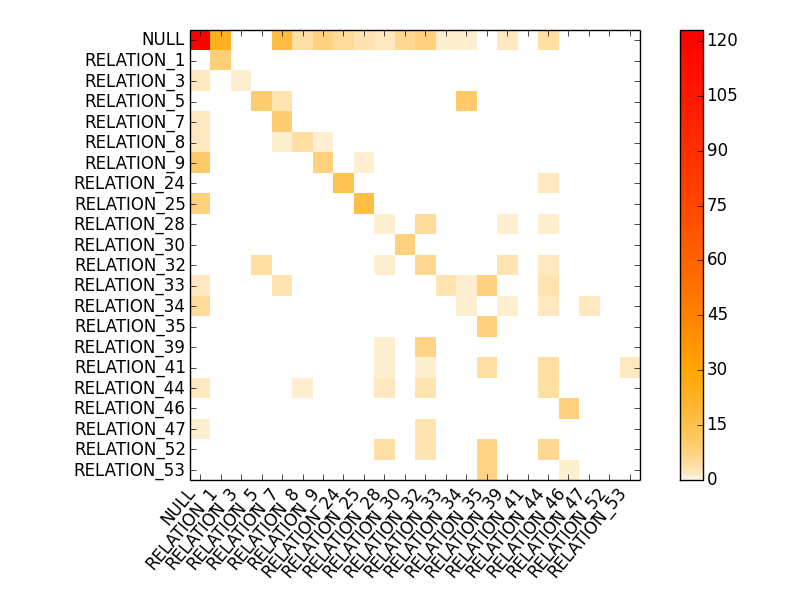 NULL
RELATION_1
RELATION_3
RELATION_5
RELATION_7
RELATION_8
RELATION_9
RELATION_24
RELATION_25
RELATION_28
RELATION_30
RELATION_32
RELATION_33
RELATION_34
RELATION_35
RELATION_39
RELATION_41
RELATION_44
RELATION_46
RELATION_47
RELATION_52
RELATION_53
NULL
RELATION_1
RELATION_3
RELATION_5
RELATION_7
RELATION_8
RELATION_9
RELATION_24
RELATION_25
RELATION_28
RELATION_30
RELATION_32
RELATION_33
RELATION_34
RELATION_35
RELATION_39
RELATION_41
RELATION_44
RELATION_46
RELATION_47
RELATION_52
RELATION_53
120
105
90
75
60
45
30
15
0